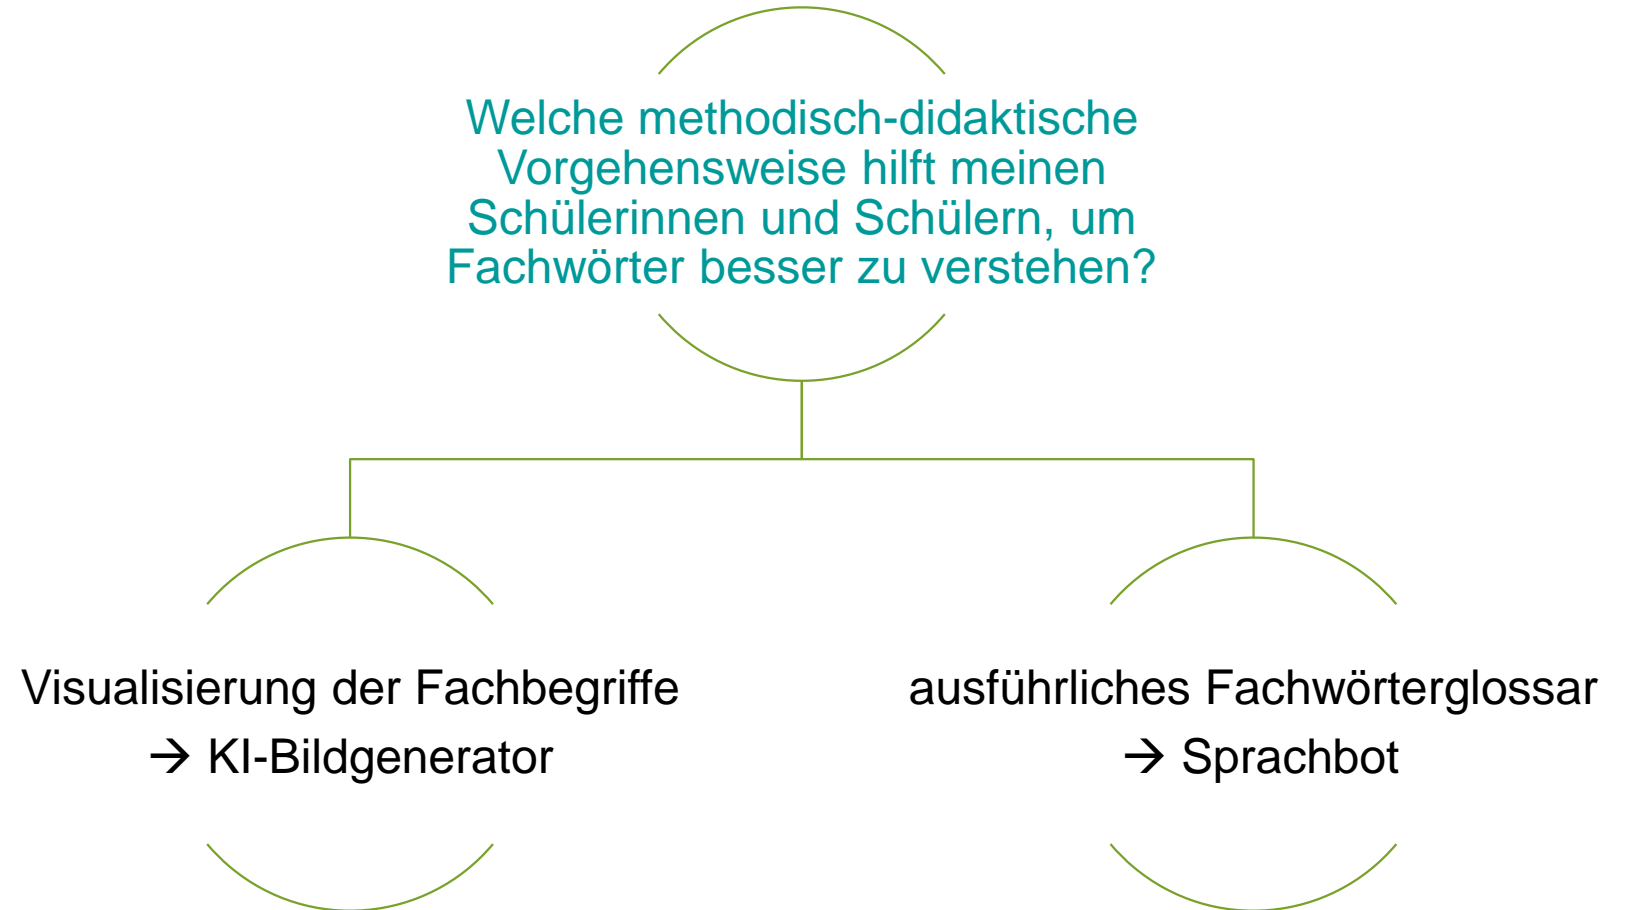 Welche methodisch-didaktische
Vorgehensweise hilft meinen
Schülerinnen und Schülern, um
Fachwörter besser zu verstehen?
Visualisierung der Fachbegriffe
→ KI-Bildgenerator
ausführliches Fachwörterglossar
→ Sprachbot